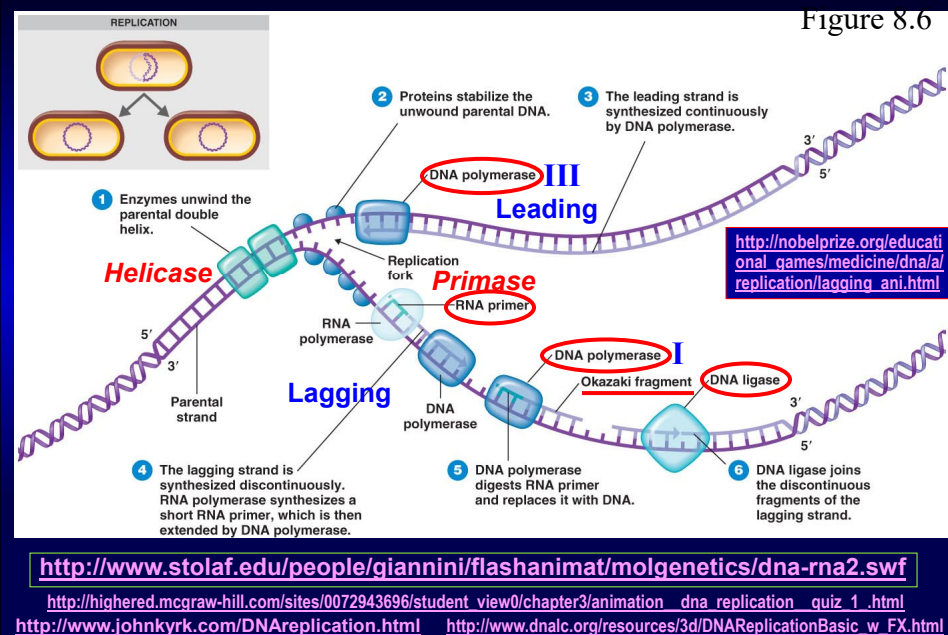 REPLICATION
Figure 8.6
2 Proteins stabilize the
unwound parental DNA.
3 The leading strand is
synthesized continuously
by DNA polymerase.
3′
5′
DNA polymerase III
Leading
1 Enzymes unwind the
parental double
helix.
Helicase
Replication
fork
Primase
RNA primer
http://nobelprize.org/educati
onal_games/medicine/dna/a/
replication/lagging_ani.html
RNA
polymerase
5′
3′
DNA polymerase I
Okazaki fragment
DNA ligase
Parental
strand
Lagging
DNA
polymerase
3′
5′
4 The lagging strand is
synthesized discontinuously.
RNA polymerase synthesizes a
short RNA primer, which is then
extended by DNA polymerase.
5 DNA polymerase
digests RNA primer
and replaces it with DNA.
6 DNA ligase joins
the discontinuous
fragments of the
lagging strand.
http://www.stolaf.edu/people/giannini/flashanimat/molgenetics/dna-rna2.swf
http://highered.mcgraw-hill.com/sites/0072943696/student_view0/chapter3/animation__dna_replication__quiz_1_.html
http://www.johnkyrk.com/DNAreplication.html http://www.dnalc.org/resources/3d/DNAReplicationBasic_w_FX.html